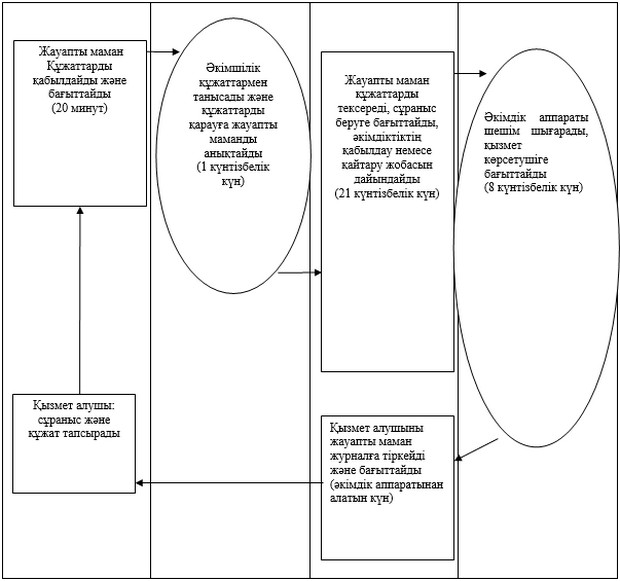 Жауапты маман
Құжаттарды
қабылдайды және
бағыттайды
(20 минут)
Әкімшілік
құжаттармен
танысады және
құжаттарды
қарауға жауапты
маманды
анықтайды
(1 күнтізбелік
күн)
Жауапты маман
құжаттарды
тексереді, сұраныс
беруге бағыттайды,
әкімдіктіктің
қабылдау немесе
қайтару жобасын
дайындайды
(21 күнтізбелік күн)
Әкімдік аппараты
шешім шығарады,
қызмет
көрсетушіге
бағыттайды
(8 күнтізбелік күн)
Қызмет алушы:
сұраныс және
құжат тапсырады
Қызмет алушыны
жауапты маман
журналға тіркейді
және бағыттайды
(әкімдік аппаратынан
алатын күн)